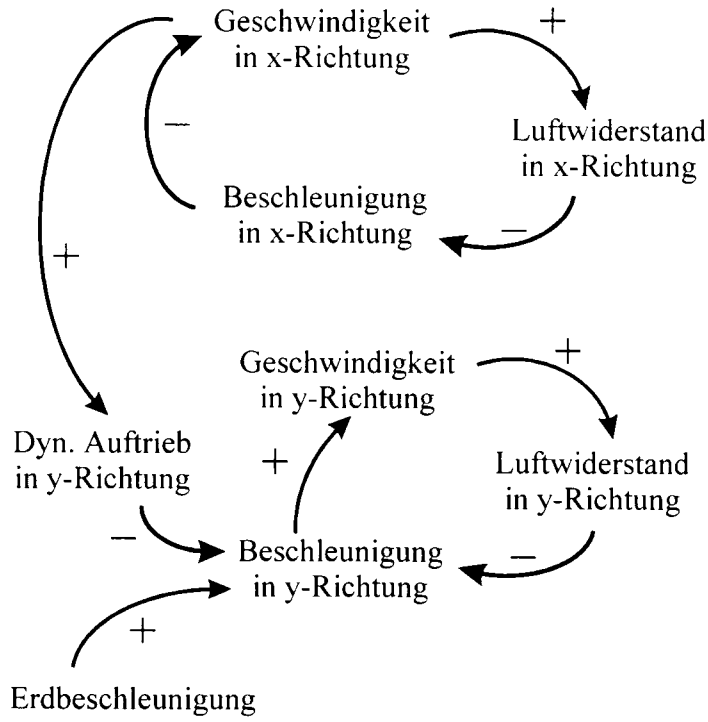 Geschwindigkeit
in x-Richtung
+
Luftwiderstand
in x-Richtung
−
Beschleunigung
in x-Richtung
−
+
Geschwindigkeit
in y-Richtung
+
Dyn. Auftrieb
in y-Richtung
+
Luftwiderstand
in y-Richtung
−
Beschleunigung
in y-Richtung
−
+
Erdbeschleunigung